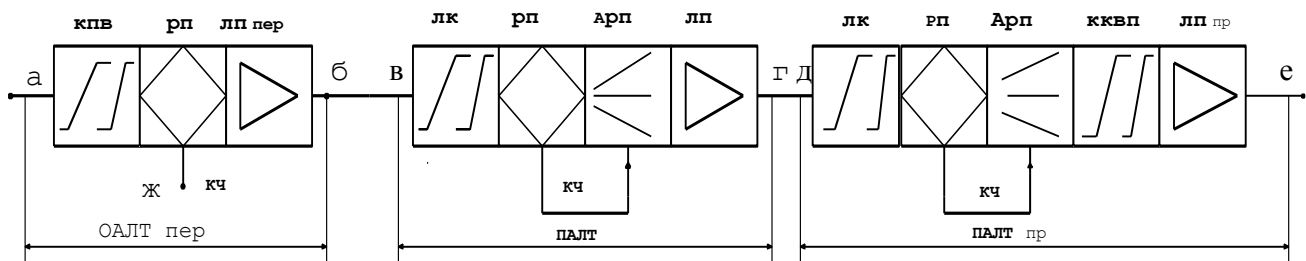 кпв рп лп пер лк рп Арп лп лк Рп Арп кквп лп пр
а б в г д е
ж кч кч кч
ОАЛТ пер ПАЛТ ПАЛТ пр